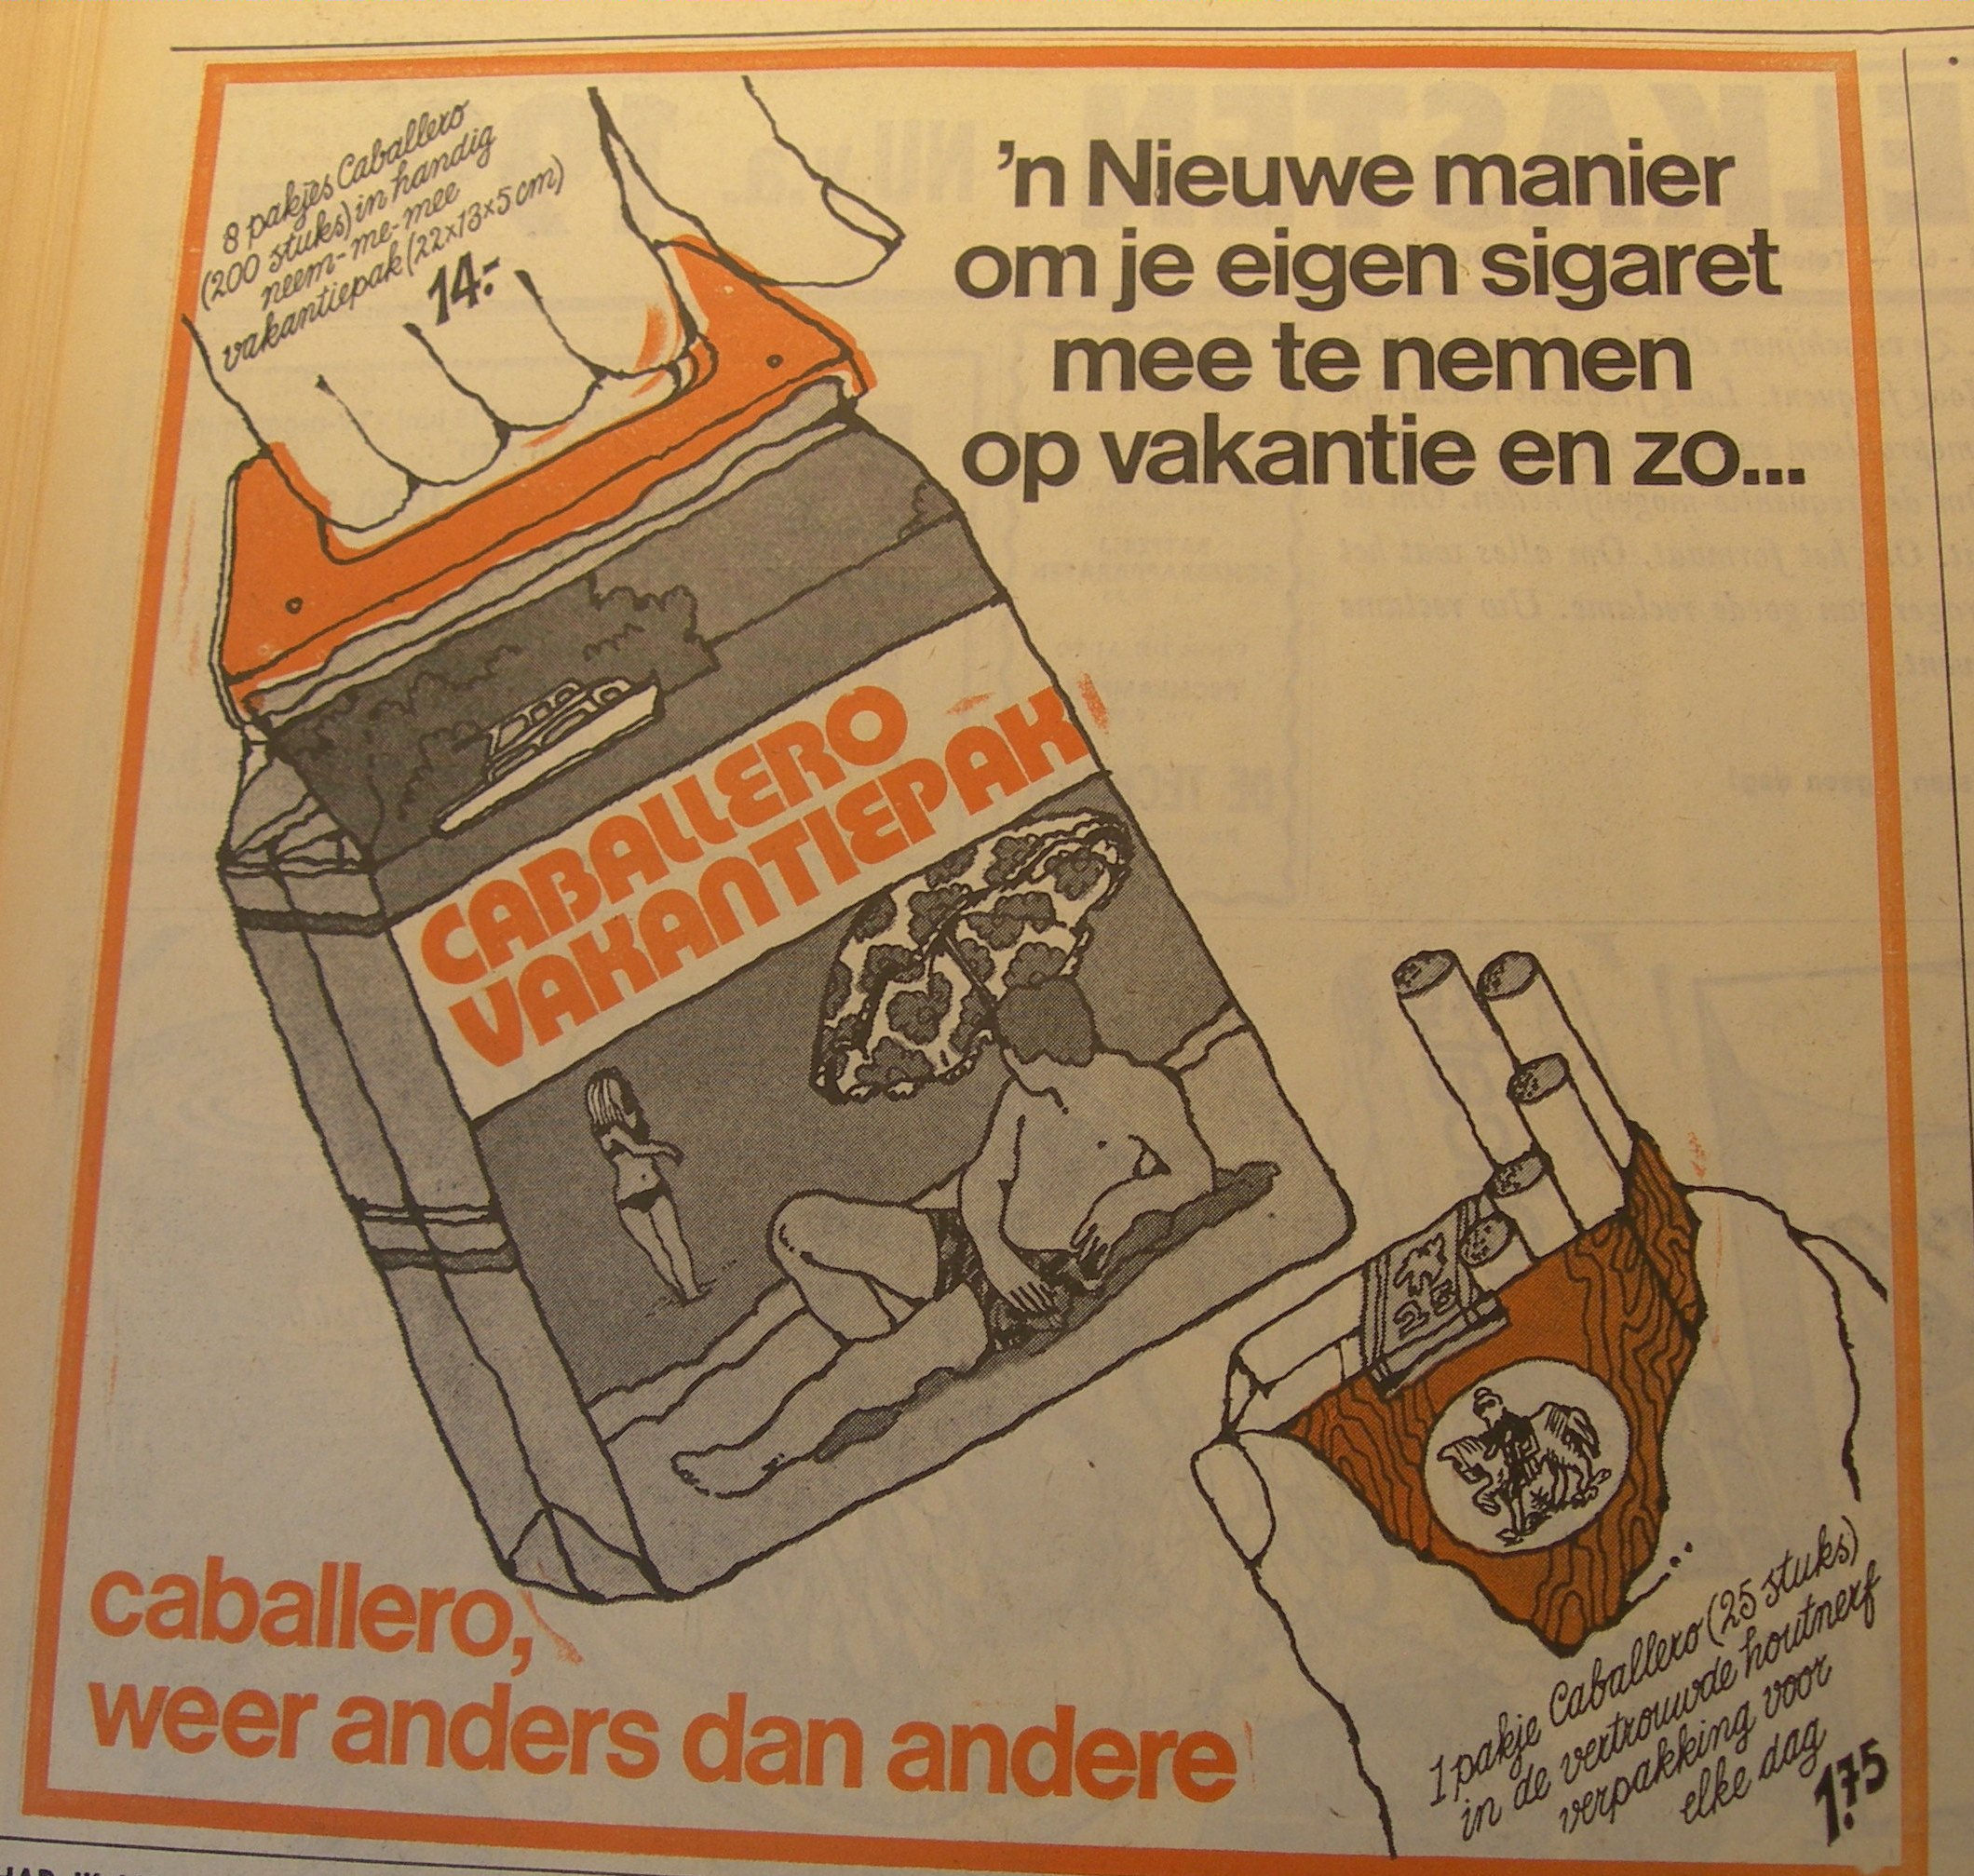 8 pakjes Caballero
(200 stuks) in handig
neem-me-mee
vakantiepak (22x13x5 cm)
14.-
'n Nieuwe manier
om je eigen sigaret
mee te nemen
op vakantie en zo...
CABALLERO
VAKANTIEPAK
25
caballero,
weer anders dan andere
1 pakje Caballero (25 stuks)
in de vertrouwde houtnerf
verpakking voor
elke dag
1.75